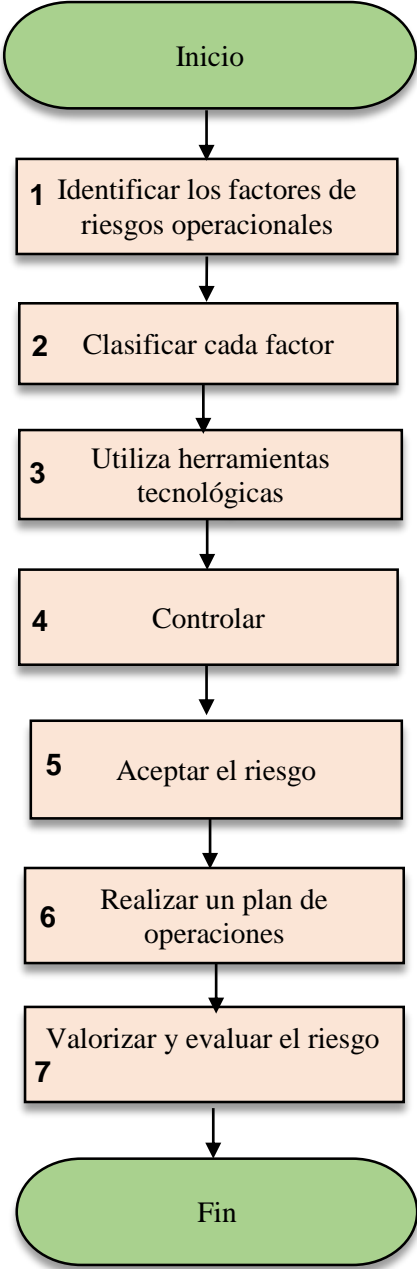 Inicio
1 Identificar los factores de
riesgos operacionales
2 Clasificar cada factor
3 Utiliza herramientas
tecnológicas
4 Controlar
5 Aceptar el riesgo
6 Realizar un plan de
operaciones
Valorizar y evaluar el riesgo
7
Fin